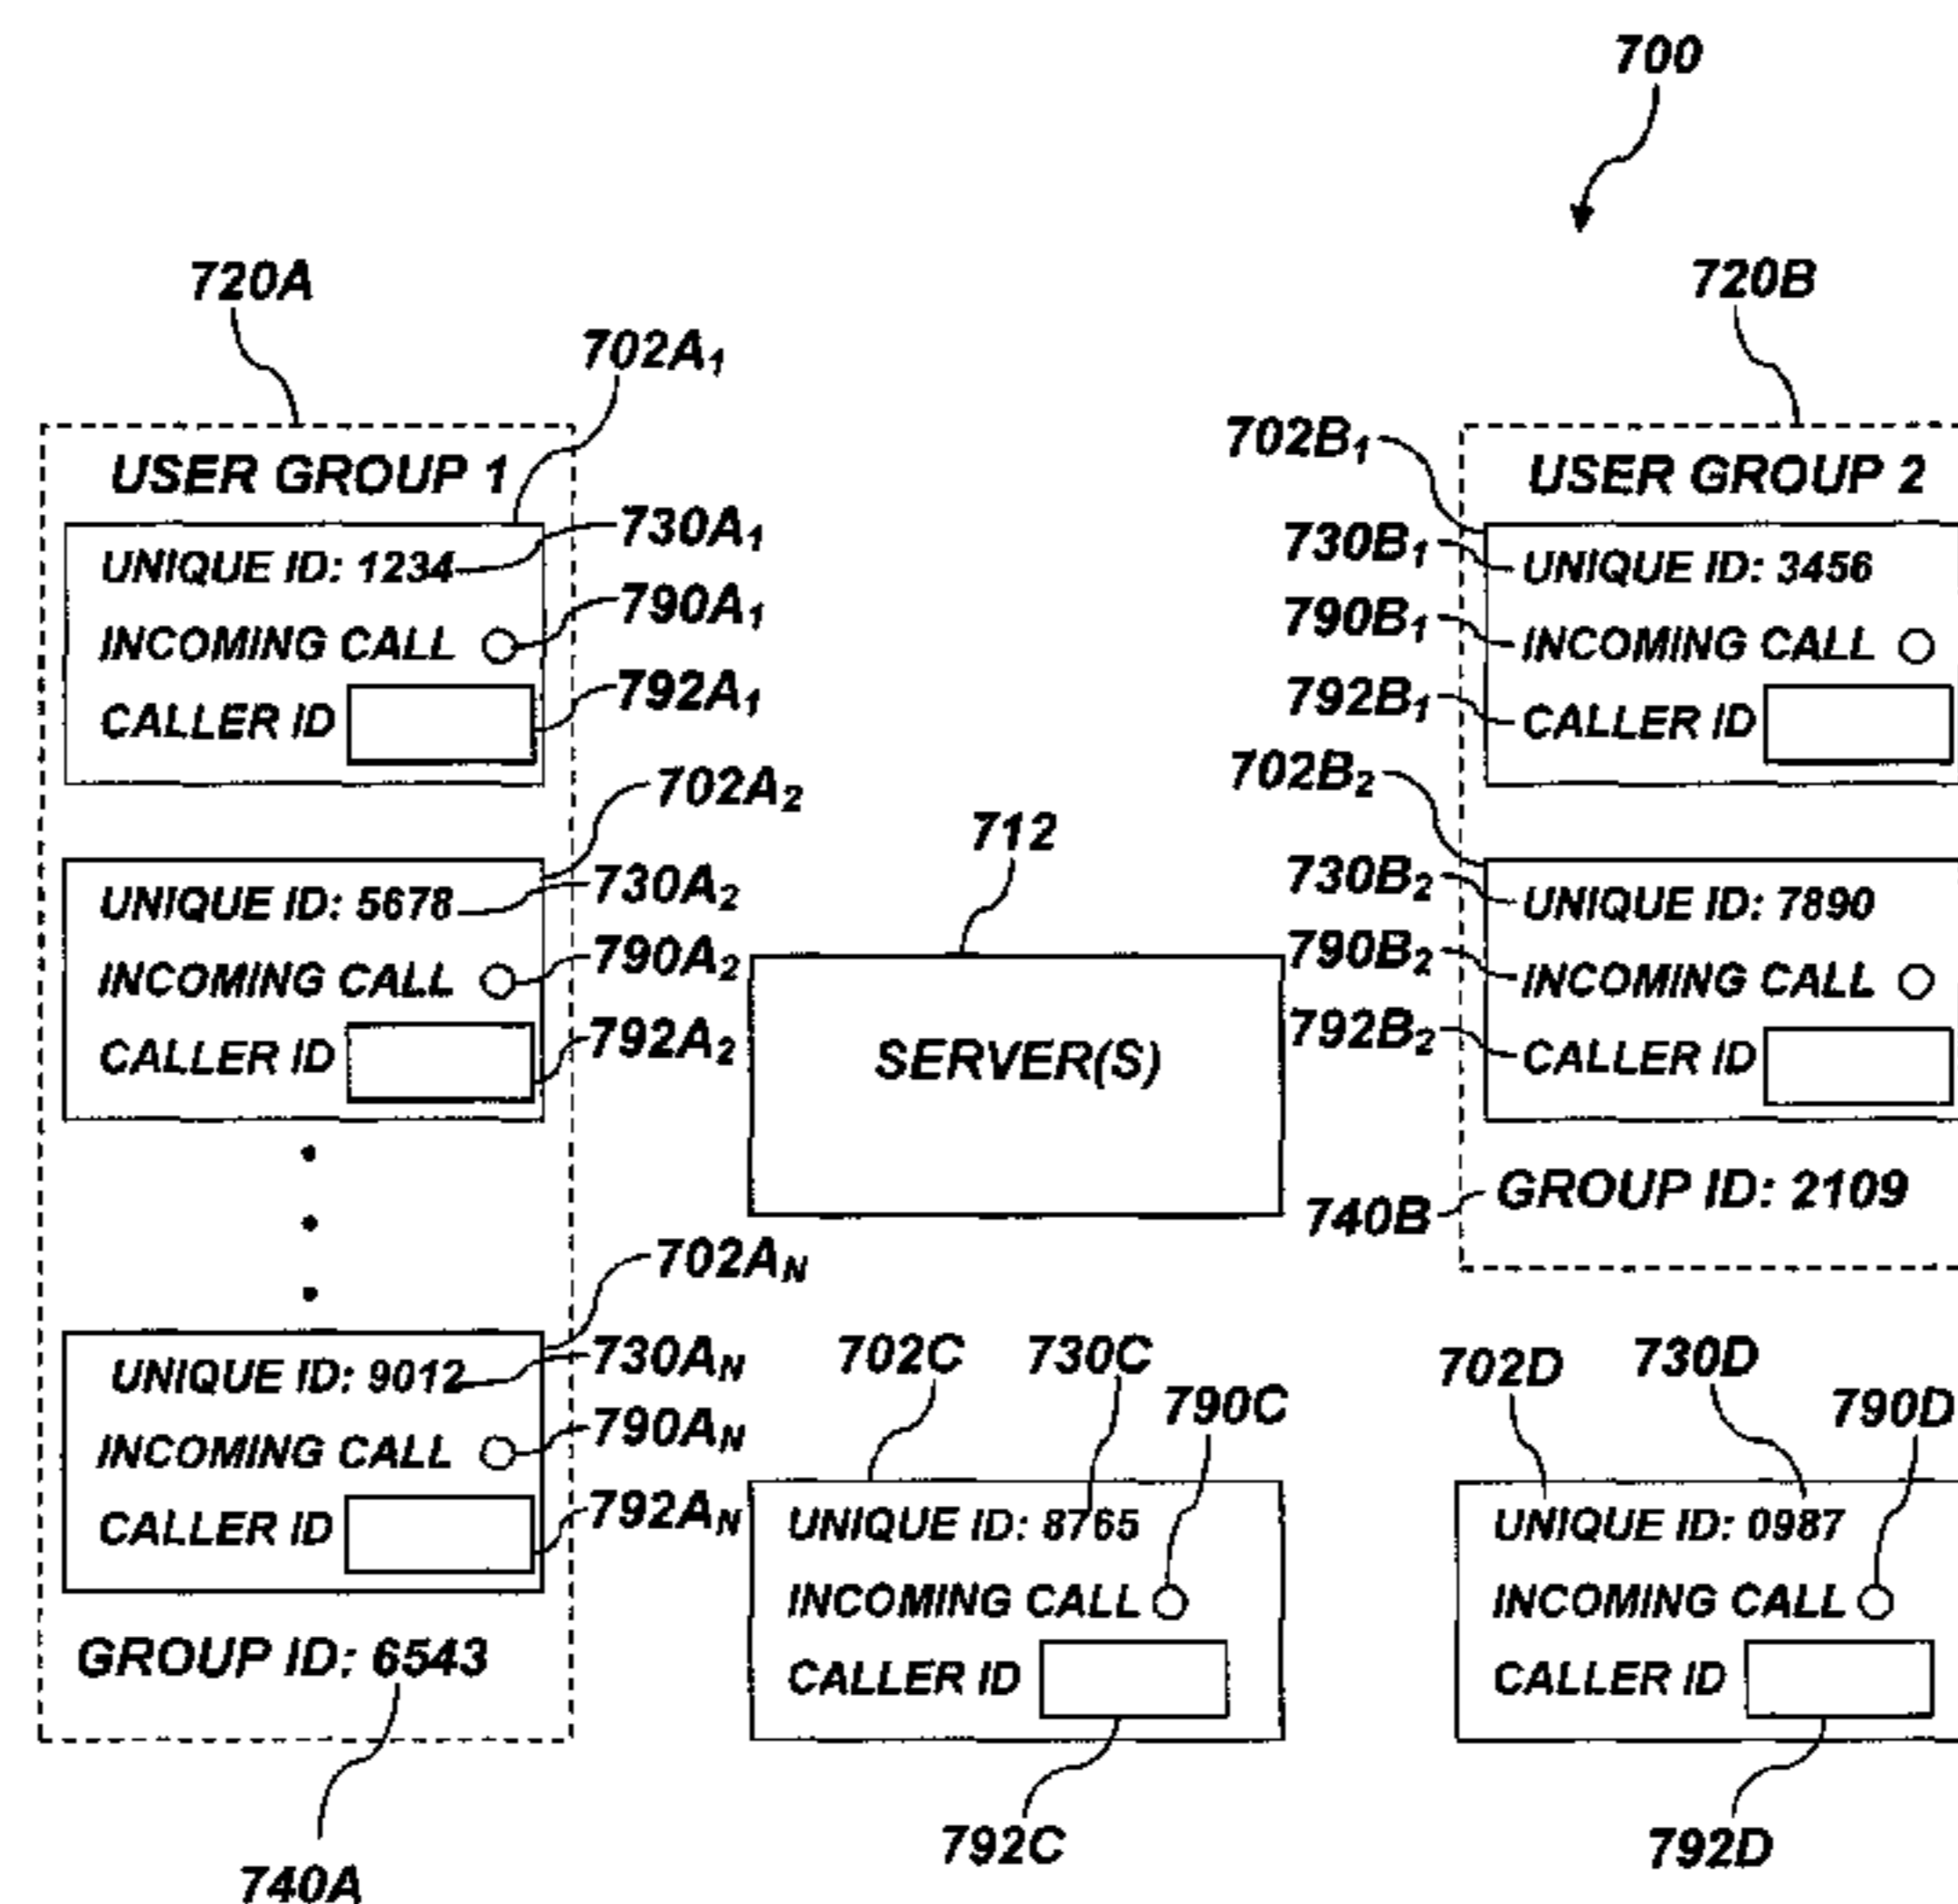 700
720A
702A₁
USER GROUP 1
UNIQUE ID: 1234
730A₁
INCOMING CALL
790A₁
CALLER ID
792A₁
702A₂
UNIQUE ID: 5678
730A₂
INCOMING CALL
790A₂
CALLER ID
792A₂
702Aₙ
UNIQUE ID: 9012
730Aₙ
INCOMING CALL
790Aₙ
CALLER ID
792Aₙ
GROUP ID: 6543
740A
712
SERVER(S)
720B
702B₁
USER GROUP 2
730B₁
UNIQUE ID: 3456
790B₁
INCOMING CALL
792B₁
CALLER ID
702B₂
730B₂
UNIQUE ID: 7890
790B₂
INCOMING CALL
792B₂
CALLER ID
740B
GROUP ID: 2109
702C
730C
790C
UNIQUE ID: 8765
INCOMING CALL
CALLER ID
792C
702D
730D
790D
UNIQUE ID: 0987
INCOMING CALL
CALLER ID
792D